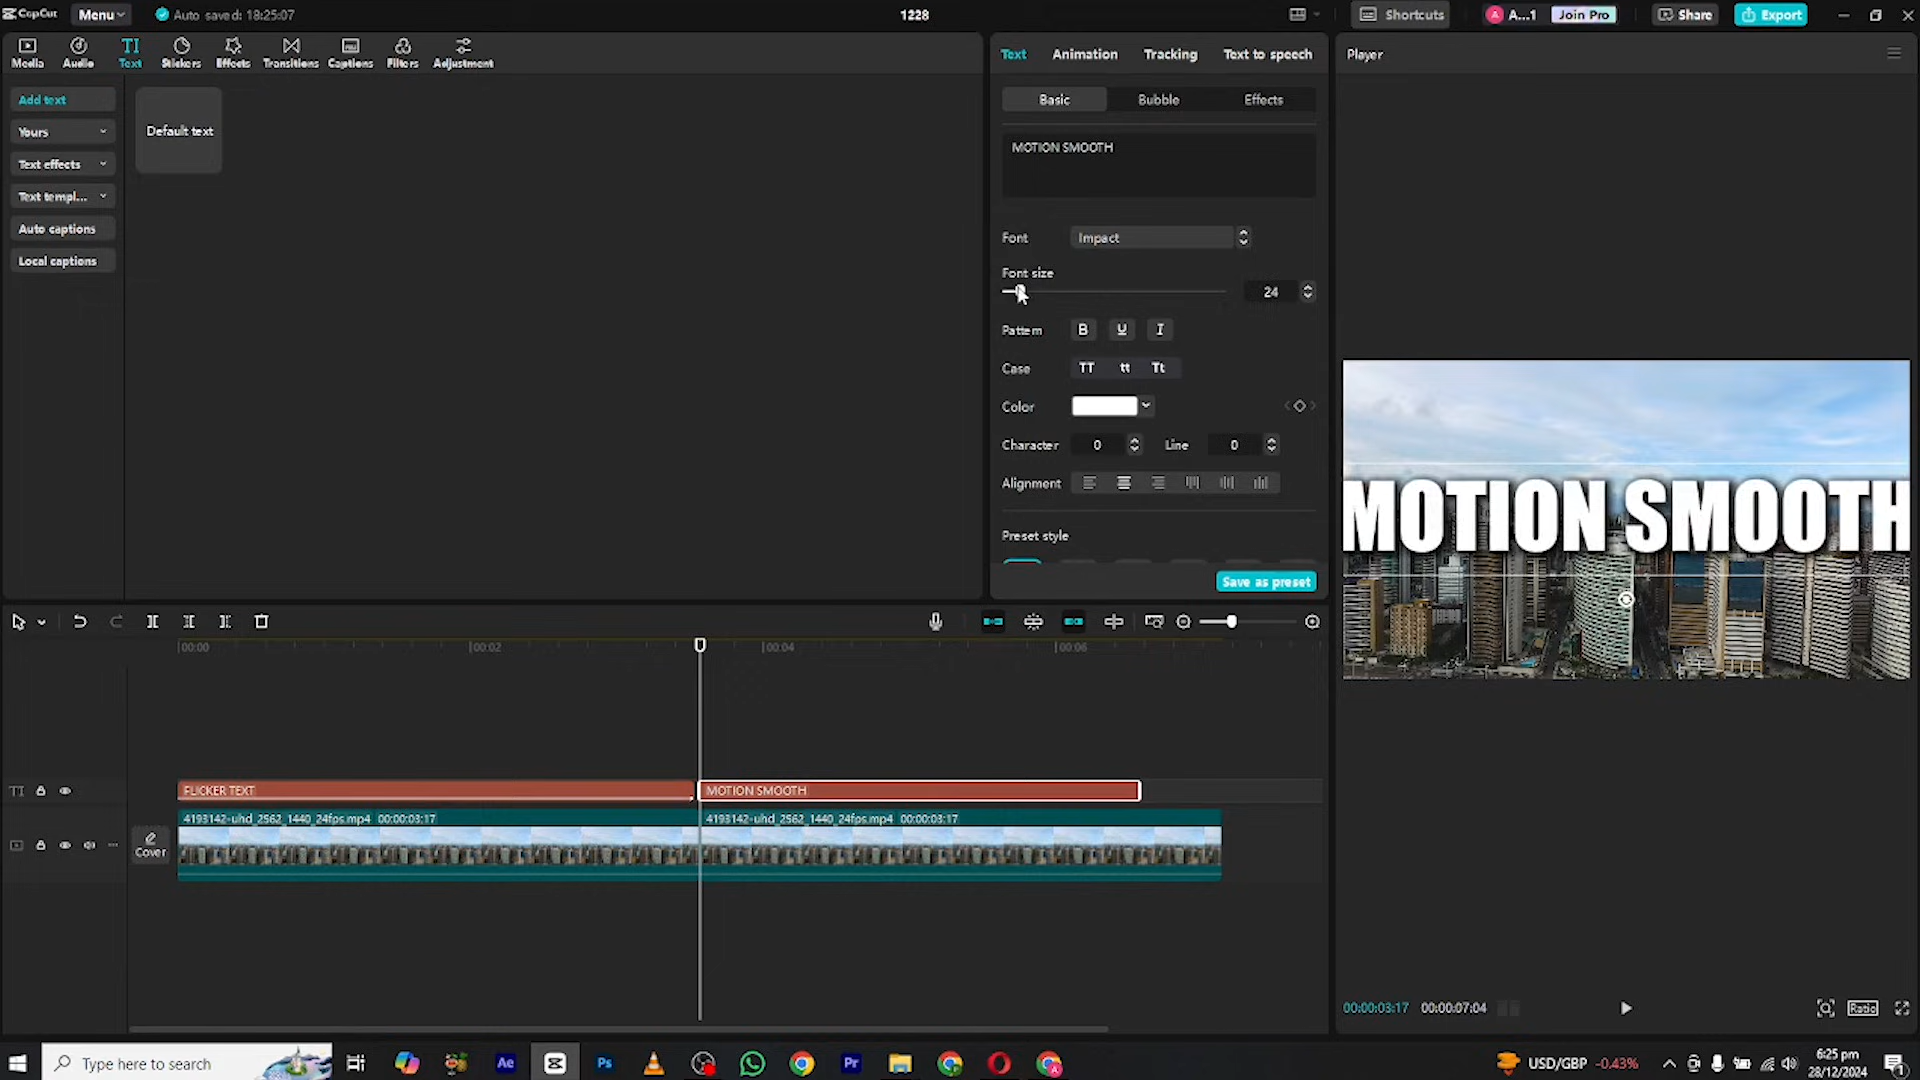 CapCut
Menu
Auto saved: 18:25:07
1228
Shortcuts
A...1
Join Pro
Share
Export
Media
Audio
TI
Text
Stickers
Effects
Transitions
Captions
Filters
Adjustment
Add text
Yours
Text effects
Text templ...
Auto captions
Local captions
Default text
Text
Animation
Tracking
Text to speech
Basic
Bubble
Effects
MOTION SMOOTH
Font
Impact
Font size
24
Pattern
B
U
I
Case
TT
tt
Tt
Color
Character
0
Line
0
Alignment
Preset style
Save as preset
Player
MOTION SMOOTH
00:00:03:17
00:00:07:04
Ratio
00:00
00:02
00:04
00:06
TI
FLICKER TEXT
MOTION SMOOTH
Cover
4193142-uhd_2562_1440_24fps.mp4 00:00:03:17
4193142-uhd_2562_1440_24fps.mp4 00:00:03:17
Type here to search
Ae
Ps
Pr
USD/GBP -0.43%
6:25 pm
28/12/2024
1